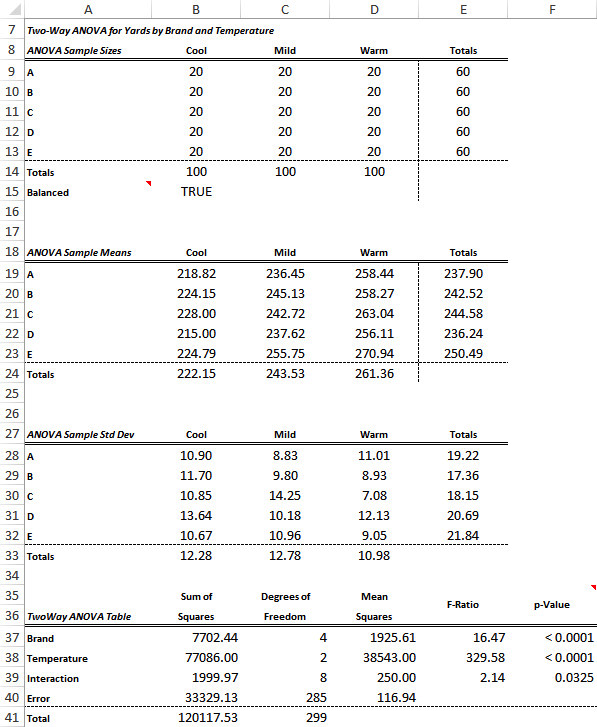 A B C D E F
7 Two-Way ANOVA for Yards by Brand and Temperature
8 ANOVA Sample Sizes Cool Mild Warm Totals
9 A 20 20 20 60
10 B 20 20 20 60
11 C 20 20 20 60
12 D 20 20 20 60
13 E 20 20 20 60
14 Totals 100 100 100
15 Balanced TRUE
16
17
18 ANOVA Sample Means Cool Mild Warm Totals
19 A 218.82 236.45 258.44 237.90
20 B 224.15 245.13 258.27 242.52
21 C 228.00 242.72 263.04 244.58
22 D 215.00 237.62 256.11 236.24
23 E 224.79 255.75 270.94 250.49
24 Totals 222.15 243.53 261.36
25
26
27 ANOVA Sample Std Dev Cool Mild Warm Totals
28 A 10.90 8.83 11.01 19.22
29 B 11.70 9.80 8.93 17.36
30 C 10.85 14.25 7.08 18.15
31 D 13.64 10.18 12.13 20.69
32 E 10.67 10.96 9.05 21.84
33 Totals 12.28 12.78 10.98
34
35 Sum of Degrees of Mean
F-Ratio p-Value
36 TwoWay ANOVA Table Squares Freedom Squares
37 Brand 7702.44 4 1925.61 16.47 < 0.0001
38 Temperature 77086.00 2 38543.00 329.58 < 0.0001
39 Interaction 1999.97 8 250.00 2.14 0.0325
40 Error 33329.13 285 116.94
41 Total 120117.53 299